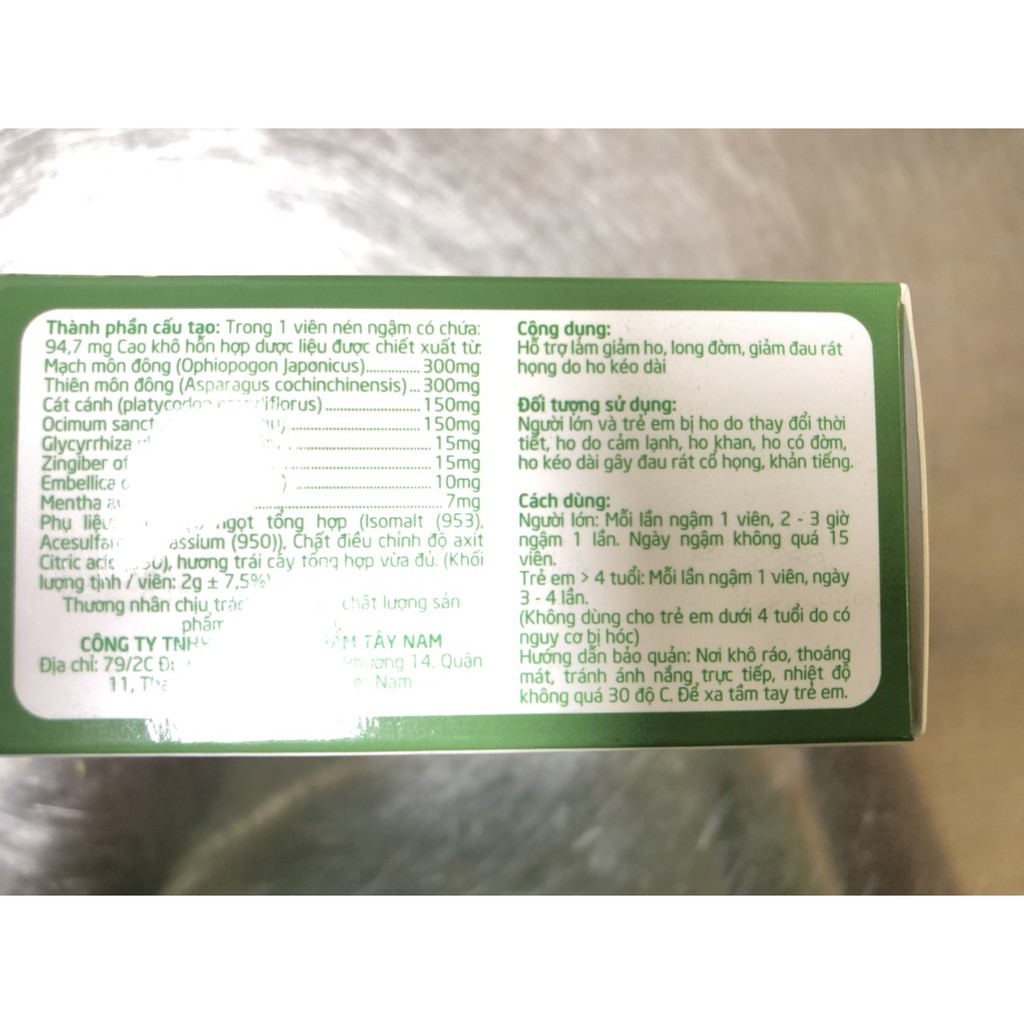 Thành phần cấu tạo: Trong 1 viên nén ngậm có chứa:
94,7 mg Cao khô hỗn hợp dược liệu được chiết xuất từ:
Mạch môn đông (Ophiopogon Japonicus)..............300mg
Thiên môn đông (Asparagus cochinchinensis)...300mg
Cát cánh (platycodon grandiflorus)........................150mg
Ocimum ................................150mg
Glycyrrhiza ................................15mg
Zingiber ................................15mg
Embellica ................................10mg
Mentha ................................7mg
Phụ liệu: ngọt tổng hợp (Isomalt (953),
Acesulfam Potassium (950)), Chất điều chỉnh độ axit
Citric acid hương trái cây tổng hợp vừa đủ. (Khối
lượng tịnh / viên: 2g ± 7,5%)
Thương nhân chịu chất lượng sản
phẩm
CÔNG TY TNHH TÂY NAM
Địa chỉ: 79/2C Phường 14, Quận
11, Nam
Cộng dụng:
Hỗ trợ làm giảm ho, long đờm, giảm đau rát
họng do ho kéo dài
Đối tượng sử dụng:
Người lớn và trẻ em bị ho do thay đổi thời
tiết, ho do cảm lạnh, ho khan, ho có đờm,
ho kéo dài gây đau rát cổ họng, khản tiếng.
Cách dùng:
Người lớn: Mỗi lần ngậm 1 viên, 2 - 3 giờ
ngậm 1 lần. Ngày ngậm không quá 15
viên.
Trẻ em > 4 tuổi: Mỗi lần ngậm 1 viên, ngày
3 - 4 lần.
(Không dùng cho trẻ em dưới 4 tuổi do có
nguy cơ bị hóc)
Hướng dẫn bảo quản: Nơi khô ráo, thoáng
mát, tránh ánh nắng trực tiếp, nhiệt độ
không quá 30 độ C. Để xa tầm tay trẻ em.